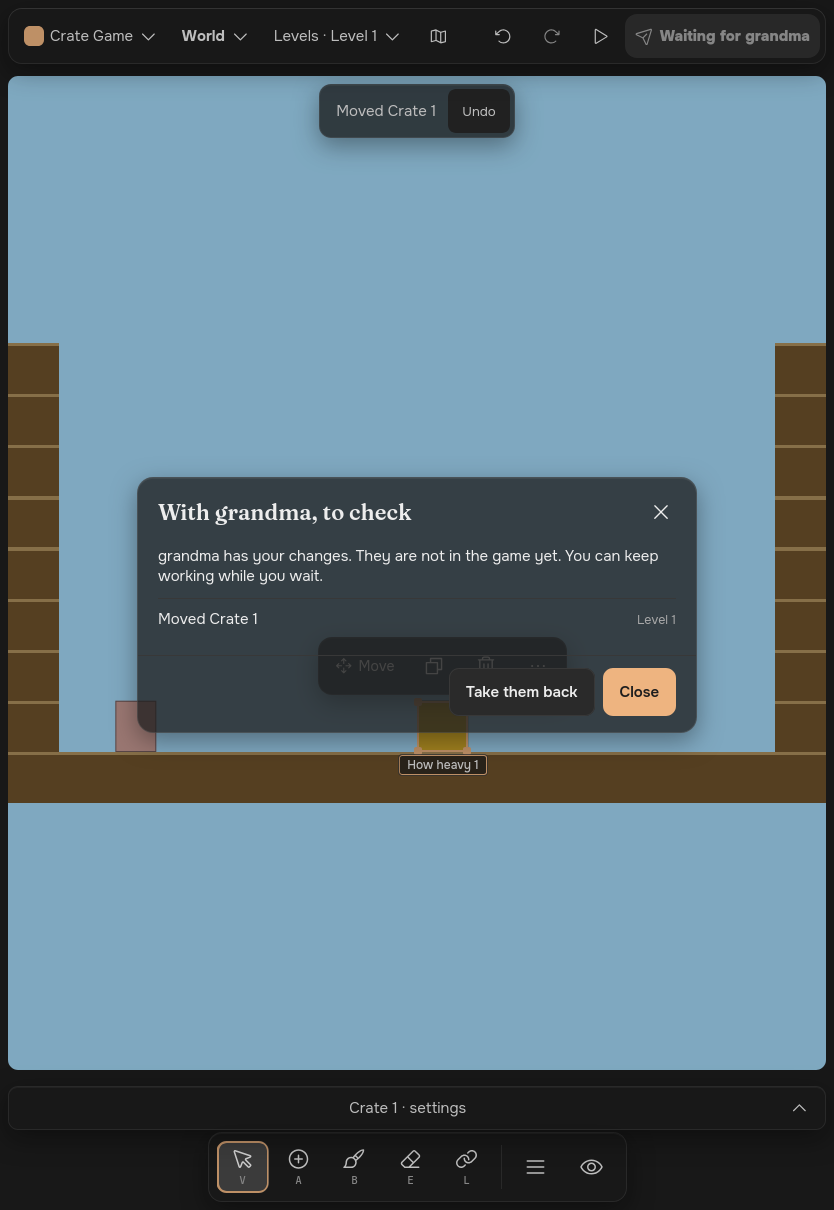 Crate Game
World
Levels · Level 1
Waiting for grandma
Moved Crate 1
Undo
With grandma, to check
grandma has your changes. They are not in the game yet. You can keep
working while you wait.
Moved Crate 1
Level 1
Move
Take them back
Close
How heavy 1
Crate 1 · settings
V
A
B
E
L